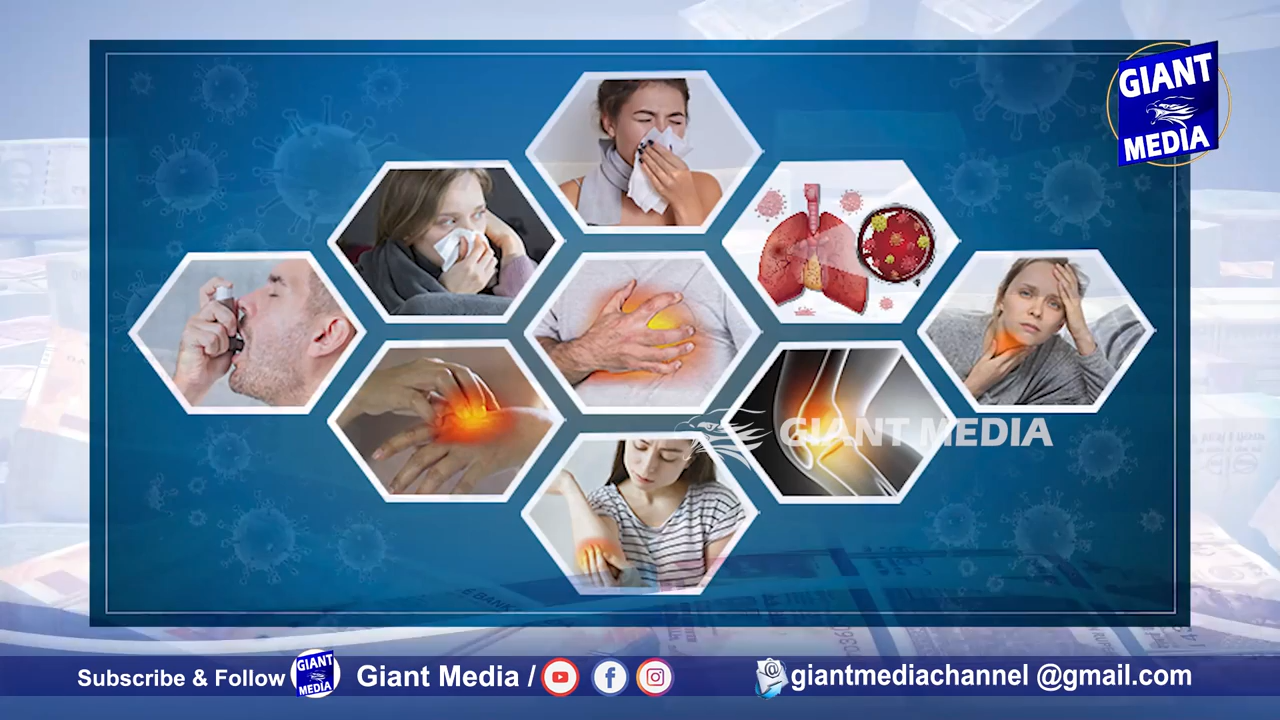 GIANT
MEDIA
GIANT MEDIA
Subscribe & Follow
GIANT
MEDIA
Giant Media /
giantmediachannel @gmail.com